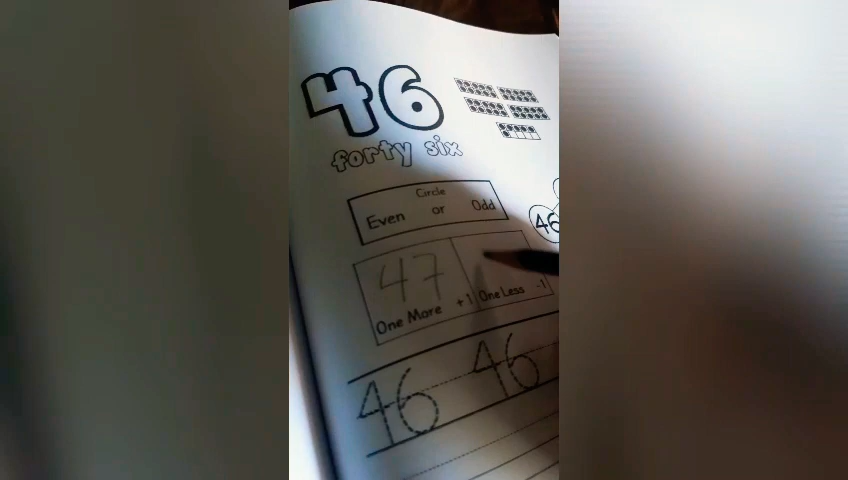 46
forty six
Circle
Even or Odd
46
47
One More +1 One Less -1
46 46